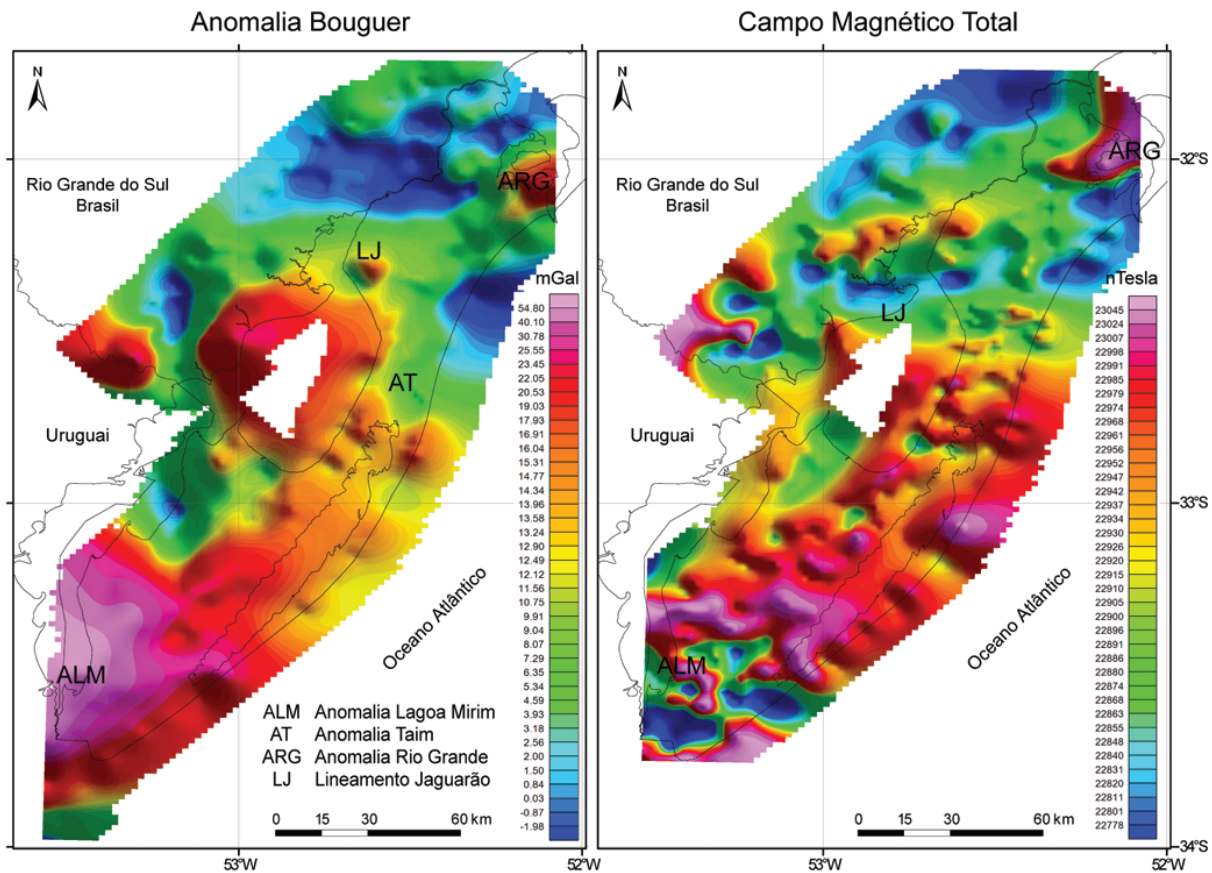 Anomalia Bouguer
N
32°S
ARG
Rio Grande do Sul
Brasil
LJ
mGal
54.80
40.10
30.78
25.55
23.45
22.05
20.53
19.03
17.93
16.91
16.04
15.31
14.77
14.34
13.96
13.58
13.24
12.90
12.49
12.12
11.56
10.75
9.91
9.04
8.07
7.29
6.35
5.34
4.59
3.93
3.18
2.56
2.00
1.50
0.84
0.03
-0.87
-1.98
AT
Uruguai
Oceano Atlântico
ALM
ALM Anomalia Lagoa Mirim
AT Anomalia Taim
ARG Anomalia Rio Grande
LJ Lineamento Jaguarão
0 15 30 60 km
53°W
52°W
Campo Magnético Total
53°W
52°W
N
ARG
32°S
Rio Grande do Sul
Brasil
LJ
nTesla
23045
23024
23007
22998
22991
22985
22979
22974
22968
22961
22956
22952
22947
22942
22937
22934
22930
22926
22920
22915
22910
22905
22900
22896
22891
22886
22880
22874
22868
22863
22855
22848
22840
22831
22820
22811
22801
22778
Uruguai
33°S
Oceano Atlântico
ALM
0 15 30 60 km
34°S
53°W
52°W